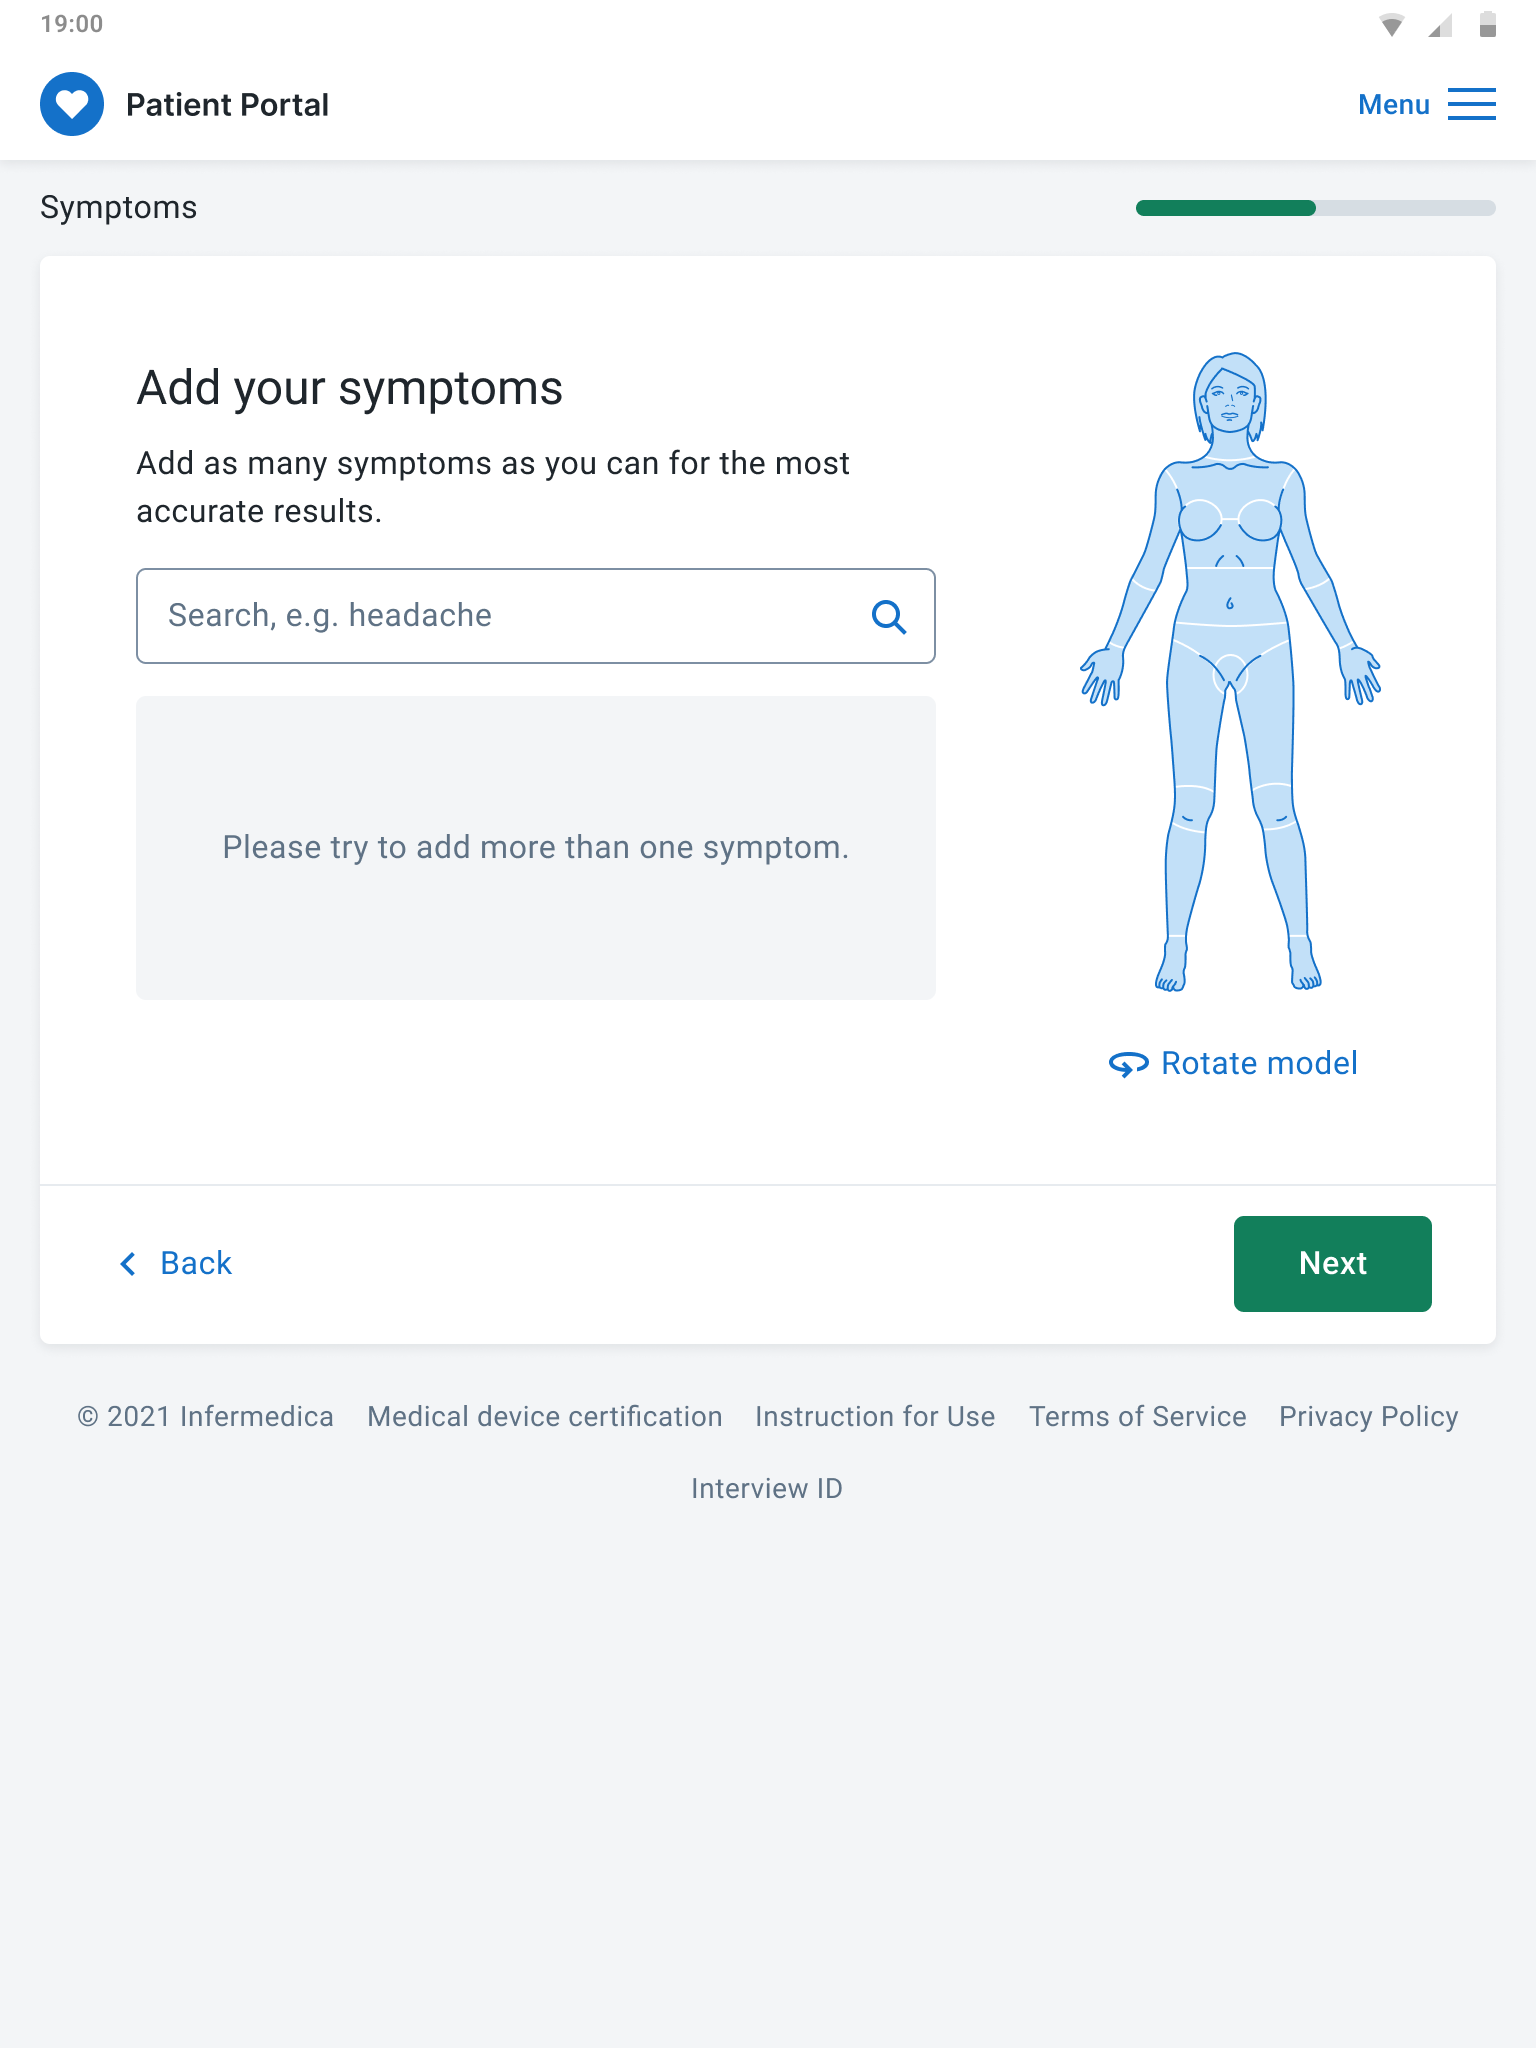 19:00
Patient Portal
Menu
Symptoms
Add your symptoms
Add as many symptoms as you can for the most
accurate results.
Search, e.g. headache
Please try to add more than one symptom.
Rotate model
Back
Next
© 2021 Infermedica Medical device certification Instruction for Use Terms of Service Privacy Policy
Interview ID